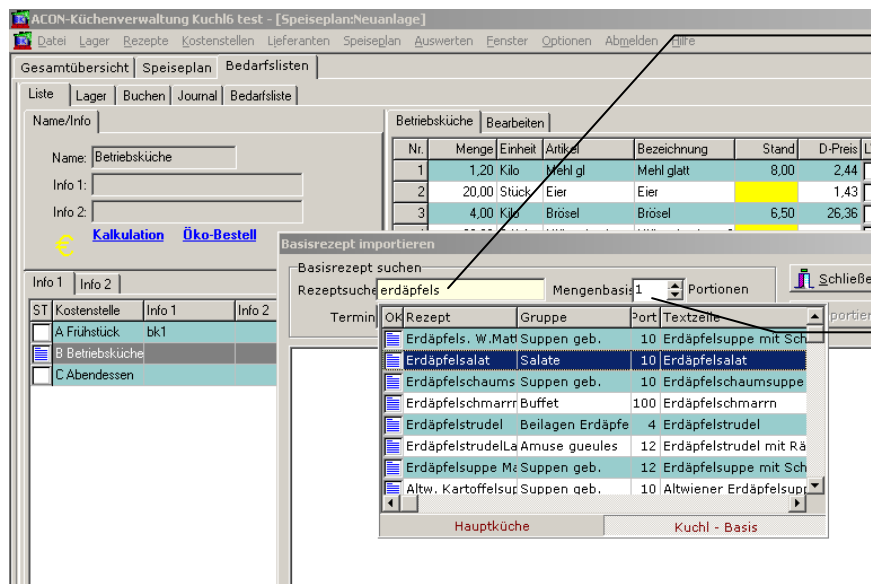 ACON-Küchenverwaltung Kuchl6 test - [Speiseplan:Neuanlage]
Datei Lager Rezepte Kostenstellen Lieferanten Speiseplan Auswerten Fenster Optionen Abmelden Hilfe
Gesamtübersicht Speiseplan Bedarfslisten
Liste Lager Buchen Journal Bedarfsliste
Name/Info
Name: Betriebsküche
Info 1:
Info 2:
€ Kalkulation Öko-Bestell
Betriebsküche Bearbeiten
Nr. Menge Einheit Artikel Bezeichnung Stand D-Preis
1 1,20 Kilo Mehl gl Mehl glatt 8,00 2,44
2 20,00 Stück Eier Eier 1,43
3 4,00 Kilo Brösel Brösel 6,50 26,36
Info 1 Info 2
ST Kostenstelle Info 1 Info 2
A Frühstück bk1
B Betriebsküche
C Abendessen
Basisrezept importieren
Basisrezept suchen
Rezeptsuche erdäpfels Mengenbasis 1 Portionen
Schließe
Termin
portier
OK Rezept Gruppe Port Textzeile
Erdäpfels. W.Matt Suppen geb. 10 Erdäpfelsuppe mit Sch
Erdäpfelsalat Salate 10 Erdäpfelsalat
Erdäpfelschaums Suppen geb. 10 Erdäpfelschaumsuppe
Erdäpfelschmarrn Buffet 100 Erdäpfelschmarrn
Erdäpfelstrudel Beilagen Erdäpfe 4 Erdäpfelstrudel
ErdäpfelstrudelLa Amuse gueules 12 Erdäpfelstrudel mit Rä
Erdäpfelsuppe Ma Suppen geb. 12 Erdäpfelsuppe mit Sch
Altw. Kartoffelsup Suppen geb. 10 Altwiener Erdäpfelsupp
Hauptküche Kuchl - Basis